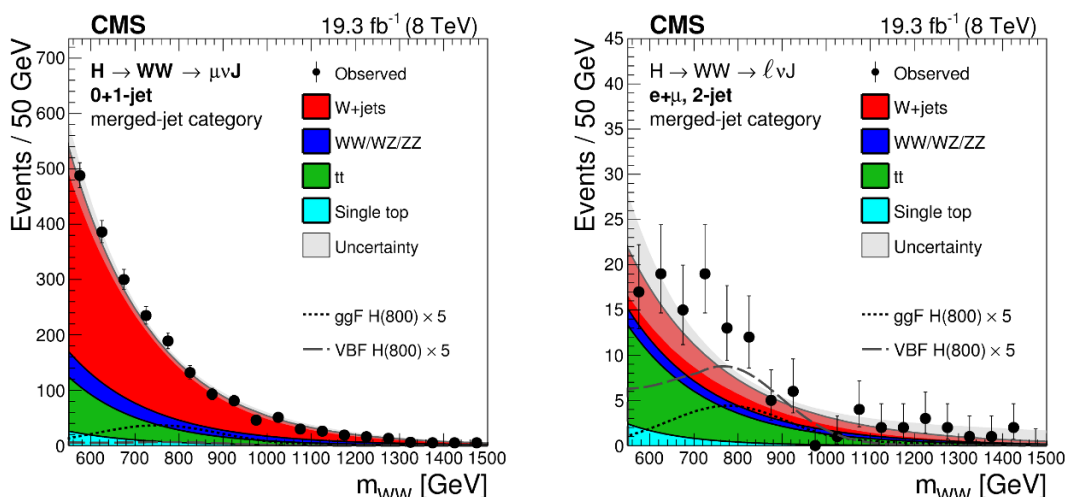 CMS 19.3 fb⁻¹ (8 TeV)
H → WW → μνJ
0+1-jet
merged-jet category
Observed
W+jets
WW/WZ/ZZ
tt
Single top
Uncertainty
ggF H(800) × 5
VBF H(800) × 5
Events / 50 GeV
700
600
500
400
300
200
100
0
600 700 800 900 1000 1100 1200 1300 1400 1500
m_WW [GeV]
CMS 19.3 fb⁻¹ (8 TeV)
H → WW → ℓνJ
e+μ, 2-jet
merged-jet category
Observed
W+jets
WW/WZ/ZZ
tt
Single top
Uncertainty
ggF H(800) × 5
VBF H(800) × 5
Events / 50 GeV
45
40
35
30
25
20
15
10
5
0
600 700 800 900 1000 1100 1200 1300 1400 1500
m_WW [GeV]